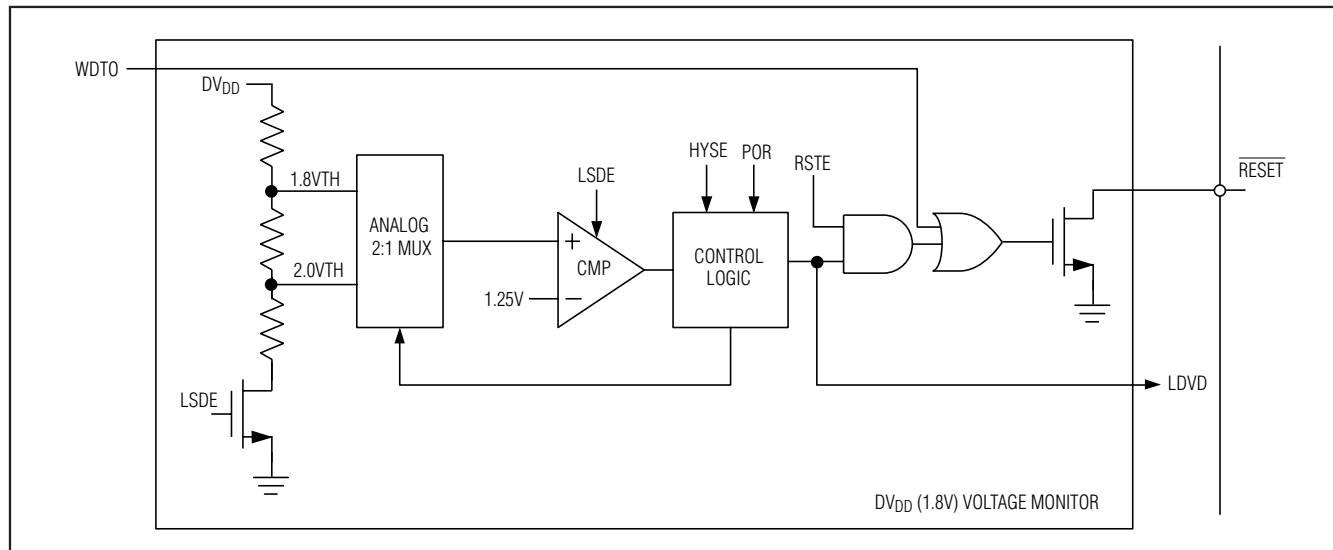 WDTO
DVDD
1.8VTH
2.0VTH
LSDE
ANALOG
2:1 MUX
LSDE
+
CMP
1.25V
−
HYSE
POR
CONTROL
LOGIC
RSTE
RESET
LDVD
DVDD (1.8V) VOLTAGE MONITOR